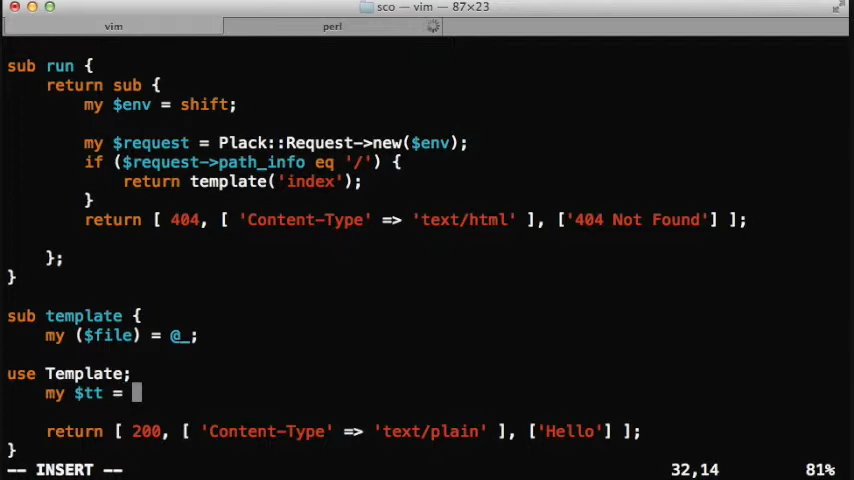 sco — vim — 87×23
vim perl
sub run {
    return sub {
        my $env = shift;
        my $request = Plack::Request->new($env);
        if ($request->path_info eq '/') {
            return template('index');
        }
        return [ 404, [ 'Content-Type' => 'text/html' ], ['404 Not Found'] ];
    };
}
sub template {
    my ($file) = @_;
use Template;
    my $tt =
    return [ 200, [ 'Content-Type' => 'text/plain' ], ['Hello'] ];
}
-- INSERT -- 32,14 81%